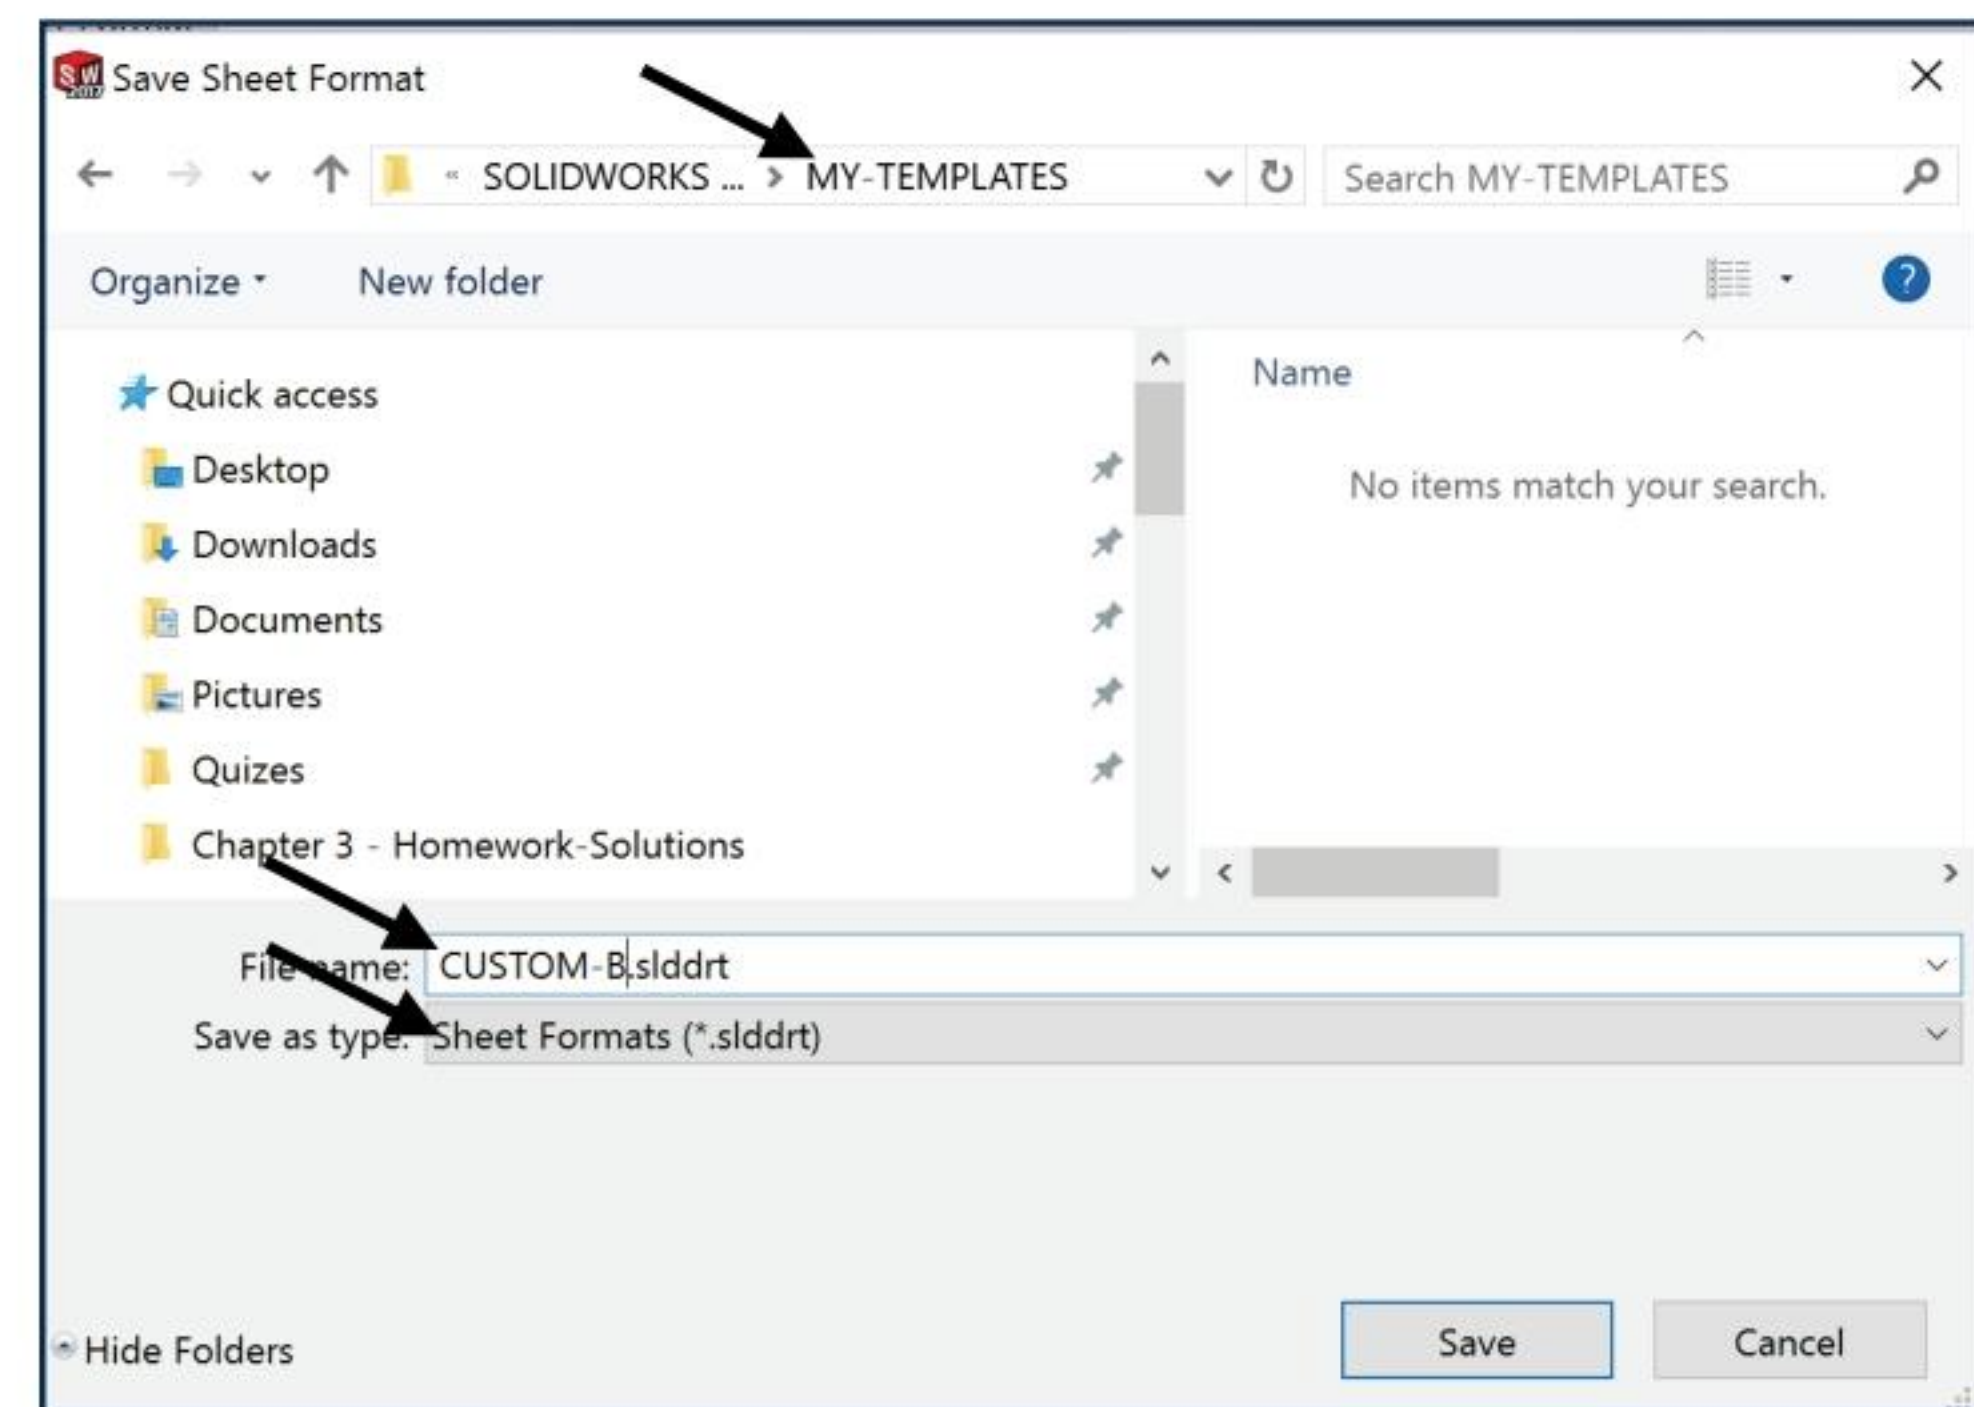 SW 2017 Save Sheet Format
« SOLIDWORKS ... > MY-TEMPLATES Search MY-TEMPLATES
Organize New folder ?
Quick access
Name
Desktop
No items match your search.
Downloads
Documents
Pictures
Quizes
Chapter 3 - Homework-Solutions
File name: CUSTOM-B.slddrt
Save as type: Sheet Formats (*.slddrt)
Hide Folders
Save Cancel